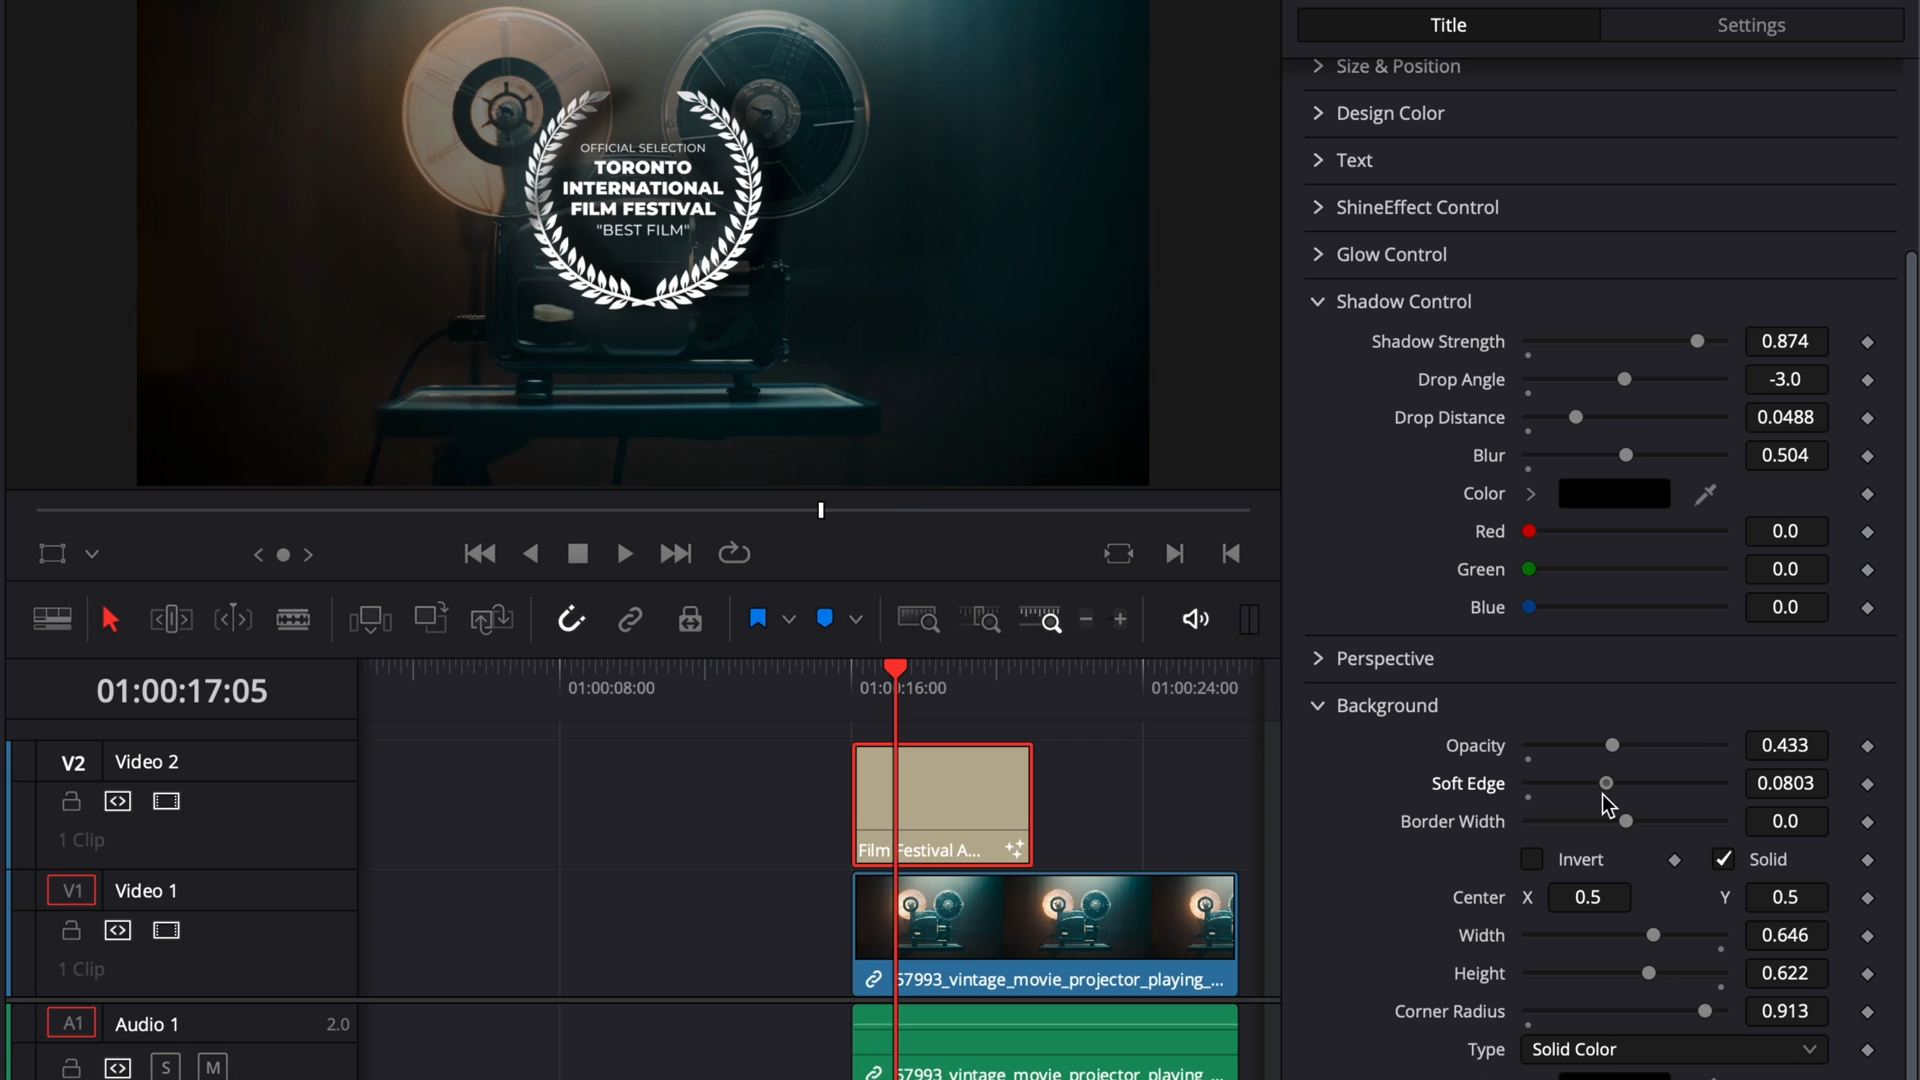 OFFICIAL SELECTION
TORONTO
INTERNATIONAL
FILM FESTIVAL
"BEST FILM"
Title
Settings
Size & Position
Design Color
Text
ShineEffect Control
Glow Control
Shadow Control
Shadow Strength 0.874
Drop Angle -3.0
Drop Distance 0.0488
Blur 0.504
Color
Red 0.0
Green 0.0
Blue 0.0
Perspective
Background
Opacity 0.433
Soft Edge 0.0803
Border Width 0.0
Invert Solid
Center X 0.5 Y 0.5
Width 0.646
Height 0.622
Corner Radius 0.913
Type Solid Color
01:00:17:05
01:00:08:00
01:00:16:00
01:00:24:00
V2 Video 2
1 Clip
Film Festival A...
V1 Video 1
1 Clip
57993_vintage_movie_projector_playing_...
A1 Audio 1 2.0
S M
57993_vintage_movie_projector_playing_...